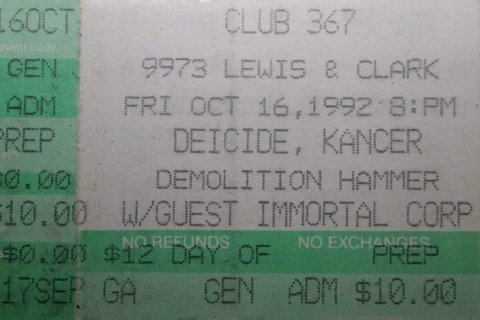 16OCT CLUB 367
event code
GEN 9973 LEWIS & CLARK
ADM FRI OCT 16,1992 8:PM
PREP DEICIDE, KANCER
00.00 DEMOLITION HAMMER
$10.00 W/GUEST IMMORTAL CORP
NO REFUNDS NO EXCHANGES
$0.00 $12 DAY OF PREP
17SEP GA GEN ADM $10.00